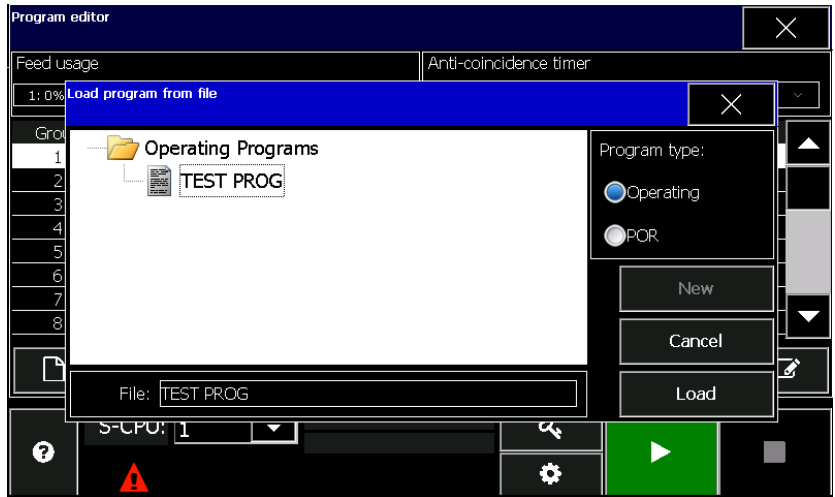 Program editor
Feed usage
Anti-coincidence timer
1: 0%
Load program from file
Operating Programs
TEST PROG
Program type:
Operating
POR
1
2
3
4
5
6
7
8
New
Cancel
Load
File: TEST PROG
S-CPU: 1